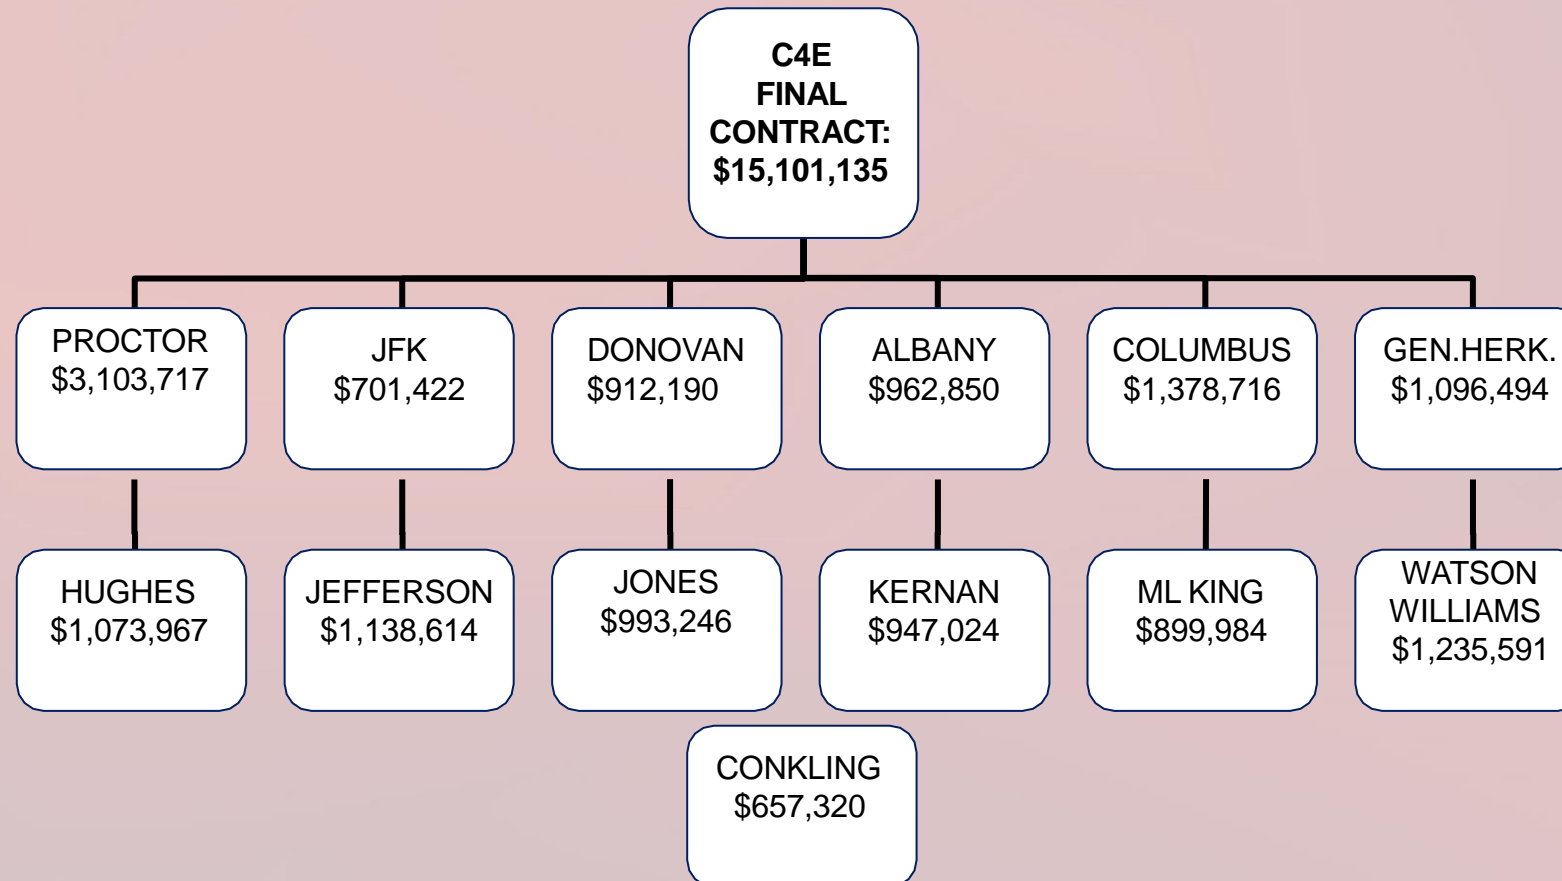 C4E
FINAL
CONTRACT:
$15,101,135
PROCTOR
$3,103,717
JFK
$701,422
DONOVAN
$912,190
ALBANY
$962,850
COLUMBUS
$1,378,716
GEN.HERK.
$1,096,494
HUGHES
$1,073,967
JEFFERSON
$1,138,614
JONES
$993,246
KERNAN
$947,024
ML KING
$899,984
WATSON
WILLIAMS
$1,235,591
CONKLING
$657,320